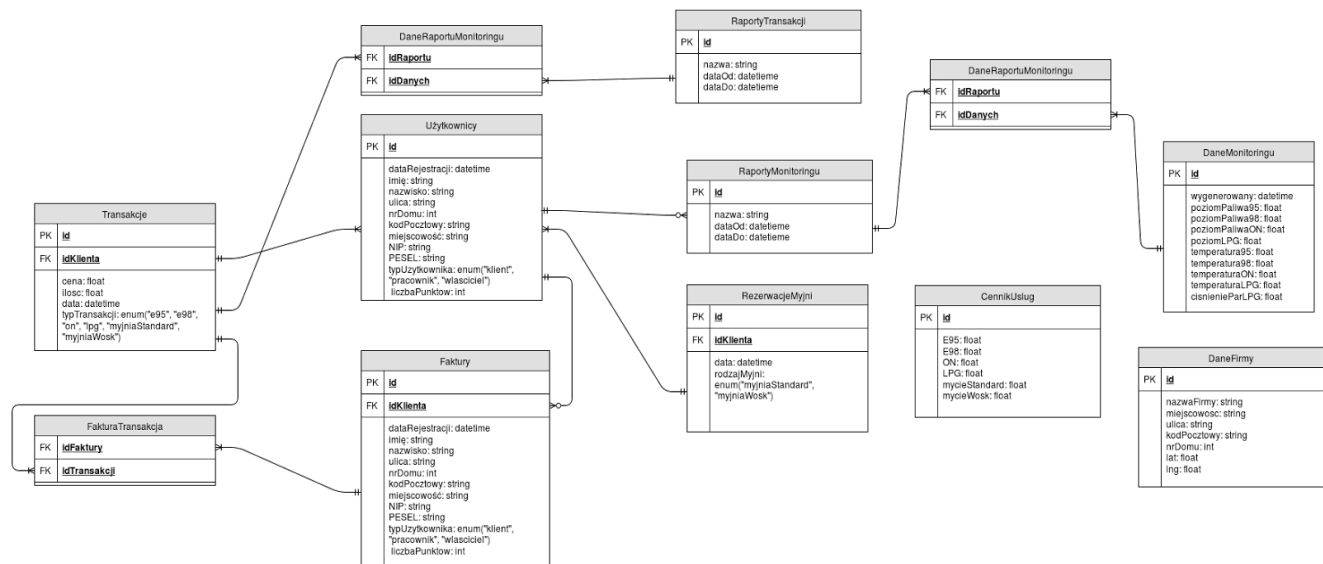 DaneRaportuMonitoringu
FK idRaportu
FK idDanych
RaportyTransakcji
PK id
nazwa: string
dataOd: datetieme
dataDo: datetieme
DaneRaportuMonitoringu
FK idRaportu
FK idDanych
Użytkownicy
PK id
dataRejestracji: datetime
imię: string
nazwisko: string
ulica: string
nrDomu: int
kodPocztowy: string
miejscowość: string
NIP: string
PESEL: string
typUzytkownika: enum("klient",
"pracownik", "wlasciciel")
liczbaPunktow: int
RaportyMonitoringu
PK id
nazwa: string
dataOd: datetieme
dataDo: datetieme
DaneMonitoringu
PK id
wygenerowany: datetime
poziomPaliwa95: float
poziomPaliwa98: float
poziomPaliwaON: float
poziomLPG: float
temperatura95: float
temperatura98: float
temperaturaON: float
temperaturaLPG: float
cisnienieParLPG: float
Transakcje
PK id
FK idKlienta
cena: float
ilosc: float
data: datetime
typTransakcji: enum("e95", "e98",
"on", "lpg", "myjniaStandard",
"myjniaWosk")
RezerwacjeMyjni
PK id
FK idKlienta
data: datetime
rodzajMyjni:
enum("myjniaStandard",
"myjniaWosk")
CennikUslug
PK id
E95: float
E98: float
ON: float
LPG: float
mycieStandard: float
mycieWosk: float
DaneFirmy
PK id
nazwaFirmy: string
miejscowosc: string
ulica: string
kodPocztowy: string
nrDomu: int
lat: float
lng: float
Faktury
PK id
FK idKlienta
dataRejestracji: datetime
imię: string
nazwisko: string
ulica: string
nrDomu: int
kodPocztowy: string
miejscowość: string
NIP: string
PESEL: string
typUzytkownika: enum("klient",
"pracownik", "wlasciciel")
liczbaPunktow: int
FakturaTransakcja
FK idFaktury
FK idTransakcji